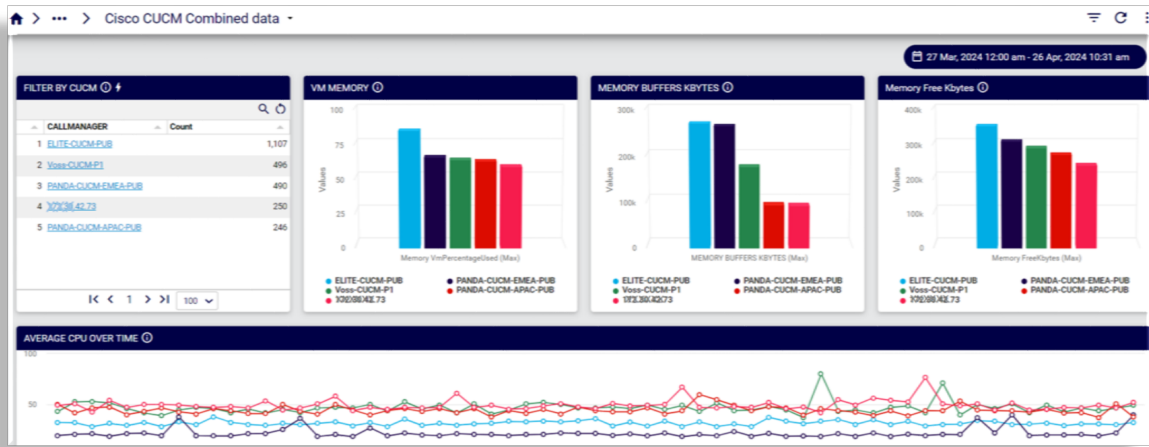 Cisco CUCM Combined data
27 Mar, 2024 12:00 am - 26 Apr, 2024 10:31 am
FILTER BY CUCM
CALLMANAGER Count
1 ELITE-CUCM-PUB 1,107
2 Voss-CUCM-P1 496
3 PANDA-CUCM-EMEA-PUB 490
4 42.73 250
5 PANDA-CUCM-APAC-PUB 246
1 100
VM MEMORY
100
75
50
25
0
Values
Memory VmPercentageUsed (Max)
ELITE-CUCM-PUB PANDA-CUCM-EMEA-PUB
Voss-CUCM-P1 PANDA-CUCM-APAC-PUB
.73
MEMORY BUFFERS KBYTES
300k
200k
100k
0
Values
MEMORY BUFFERS KBYTES (Max)
ELITE-CUCM-PUB PANDA-CUCM-EMEA-PUB
Voss-CUCM-P1 PANDA-CUCM-APAC-PUB
.73
Memory Free Kbytes
400k
300k
200k
100k
0
Values
Memory FreeKbytes (Max)
ELITE-CUCM-PUB PANDA-CUCM-EMEA-PUB
Voss-CUCM-P1 PANDA-CUCM-APAC-PUB
.73
AVERAGE CPU OVER TIME
100
50